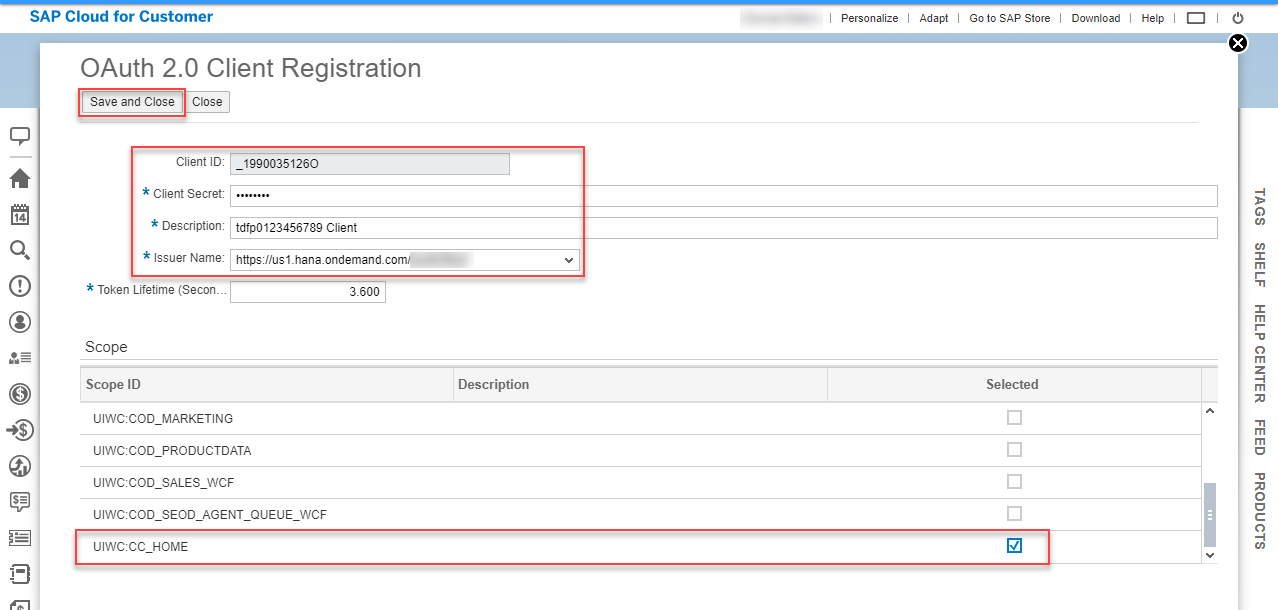 SAP Cloud for Customer
Personalize | Adapt | Go to SAP Store | Download | Help
OAuth 2.0 Client Registration
Save and Close Close
Client ID: _1990035126O
* Client Secret: ••••••••
* Description: tdfp0123456789 Client
* Issuer Name: https://us1.hana.ondemand.com/
* Token Lifetime (Secon... 3.600
Scope
Scope ID Description Selected
UIWC:COD_MARKETING
UIWC:COD_PRODUCTDATA
UIWC:COD_SALES_WCF
UIWC:COD_SEOD_AGENT_QUEUE_WCF
UIWC:CC_HOME
14
TAGS
SHELF
HELP CENTER
FEED
PRODUCTS